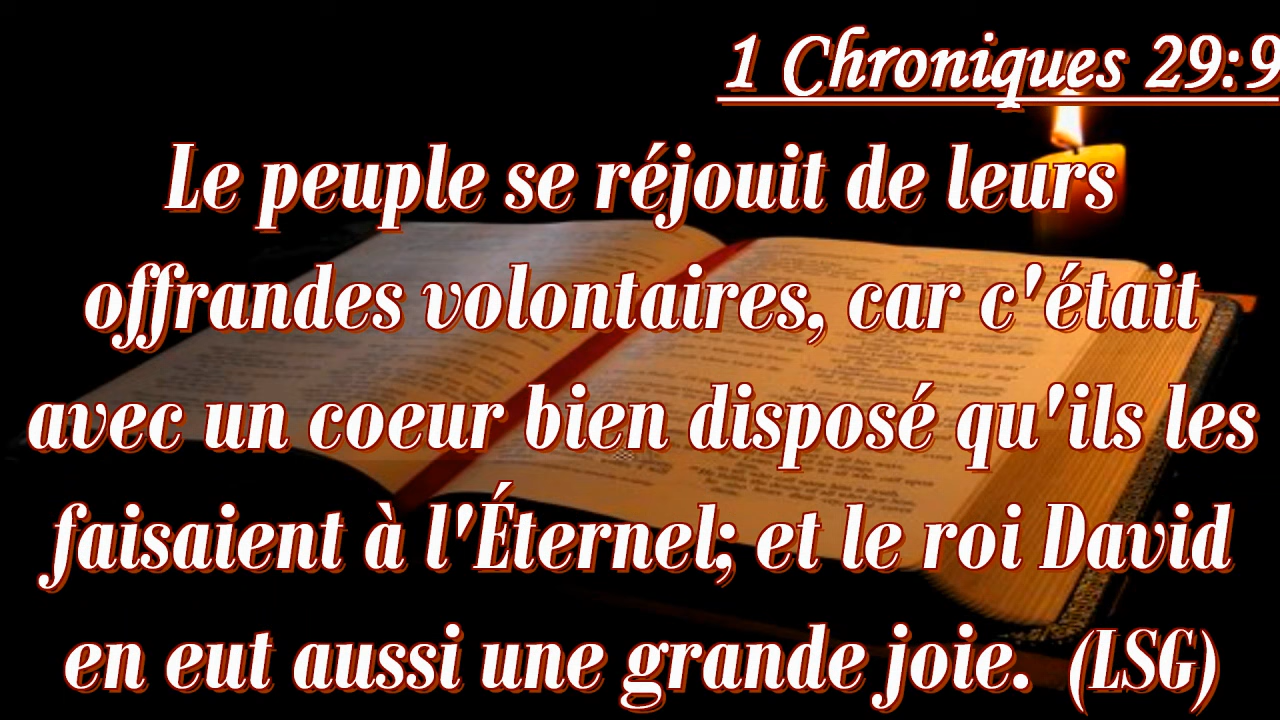 1 Chroniques 29:9
Le peuple se réjouit de leurs
offrandes volontaires, car c'était
avec un coeur bien disposé qu'ils les
faisaient à l'Éternel; et le roi David
en eut aussi une grande joie. (LSG)